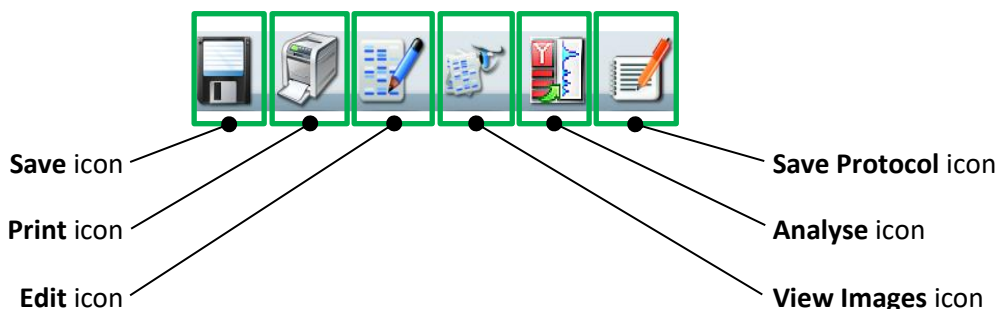 Save icon
Print icon
Edit icon
Save Protocol icon
Analyse icon
View Images icon